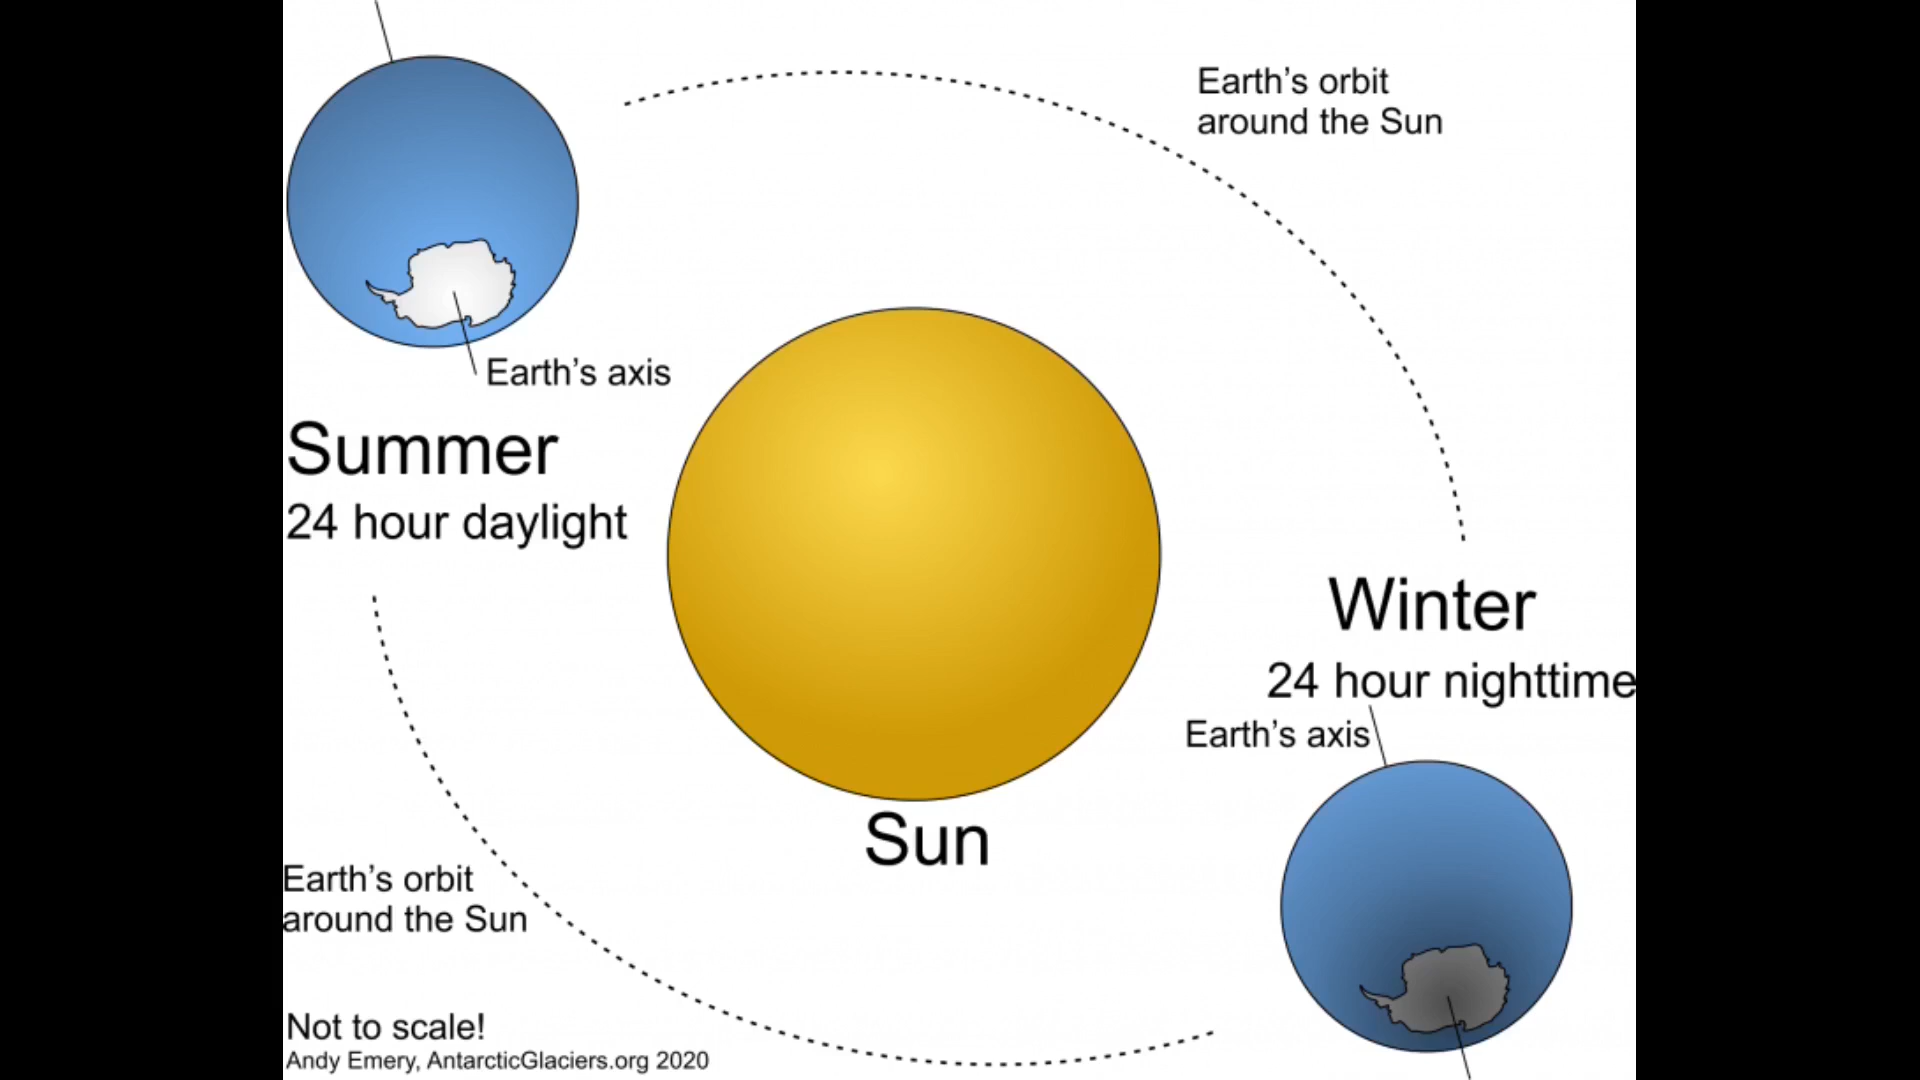 Earth’s orbit
around the Sun
Earth’s axis
Summer
24 hour daylight
Winter
24 hour nighttime
Earth’s axis
Sun
Earth’s orbit
around the Sun
Not to scale!
Andy Emery, AntarcticGlaciers.org 2020